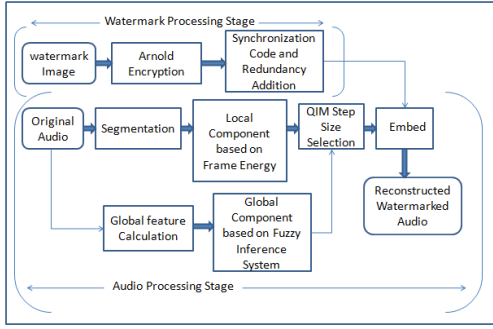 Watermark Processing Stage
watermark
Image
Arnold
Encryption
Synchronization
Code and
Redundancy
Addition
Original
Audio
Segmentation
Local
Component
based on
Frame Energy
QIM Step
Size
Selection
Embed
Reconstructed
Watermarked
Audio
Global feature
Calculation
Global
Component
based on Fuzzy
Inference
System
Audio Processing Stage